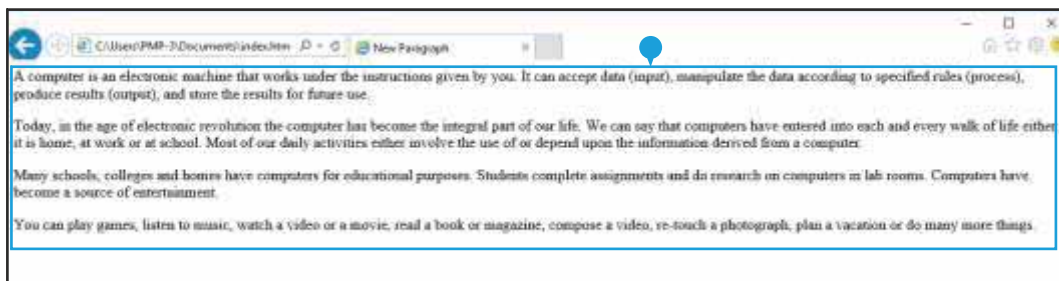 C:\Users\PMP-3\Documents\index.htm New Paragraph
A computer is an electronic machine that works under the instructions given by you. It can accept data (input), manipulate the data according to specified rules (process),
produce results (output), and store the results for future use.
Today, in the age of electronic revolution the computer has become the integral part of our life. We can say that computers have entered into each and every walk of life either
it is home, at work or at school. Most of our daily activities either involve the use of or depend upon the information derived from a computer.
Many schools, colleges and homes have computers for educational purposes. Students complete assignments and do research on computers in lab rooms. Computers have
become a source of entertainment.
You can play games, listen to music, watch a video or a movie, read a book or magazine, compose a video, re-touch a photograph, plan a vacation or do many more things.